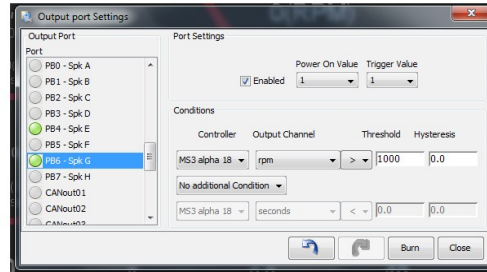 Output port Settings
Output Port
Port
PB0 - Spk A
PB1 - Spk B
PB2 - Spk C
PB3 - Spk D
PB4 - Spk E
PB5 - Spk F
PB6 - Spk G
PB7 - Spk H
CANout01
CANout02
CANout03
Port Settings
Power On Value Trigger Value
Enabled 1 1
Conditions
Controller Output Channel Threshold Hysteresis
MS3 alpha 18 rpm > 1000 0.0
No additional Condition
MS3 alpha 18 seconds < 0.0 0.0
Burn Close